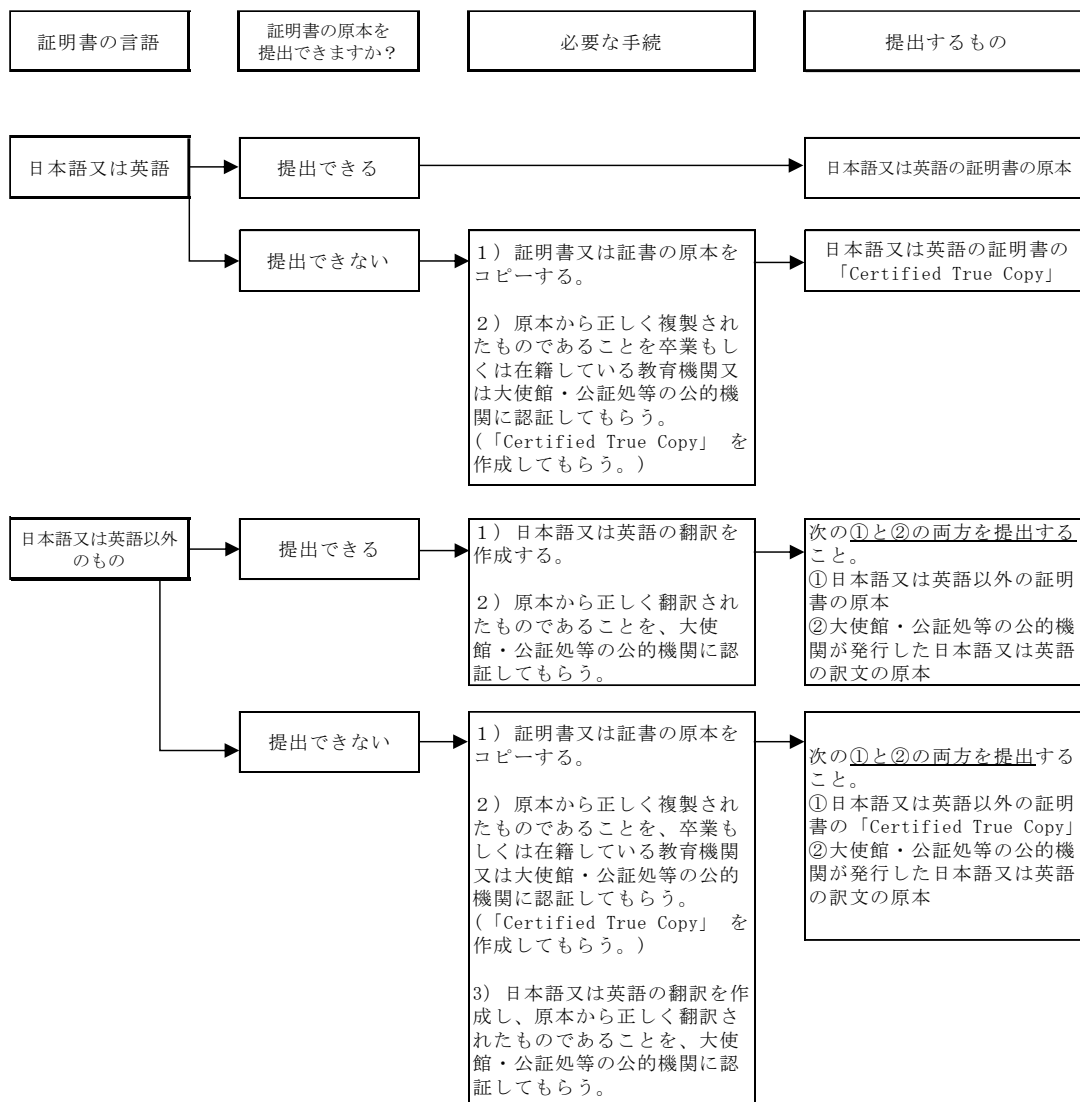 証明書の言語
証明書の原本を
提出できますか?
必要な手続
提出するもの
日本語又は英語
提出できる
日本語又は英語の証明書の原本
提出できない
1)証明書又は証書の原本を
コピーする。
2)原本から正しく複製され
たものであることを卒業もし
くは在籍している教育機関又
は大使館・公証処等の公的機
関に認証してもらう。
(「Certified True Copy」 を
作成してもらう。)
日本語又は英語の証明書の
「Certified True Copy」
日本語又は英語以外
のもの
提出できる
1)日本語又は英語の翻訳を
作成する。
2)原本から正しく翻訳され
たものであることを、大使
館・公証処等の公的機関に認
証してもらう。
次の①と②の両方を提出する
こと。
①日本語又は英語以外の証明
書の原本
②大使館・公証処等の公的機
関が発行した日本語又は英語
の訳文の原本
提出できない
1)証明書又は証書の原本を
コピーする。
2)原本から正しく複製され
たものであることを、卒業も
しくは在籍している教育機関
又は大使館・公証処等の公的
機関に認証してもらう。
(「Certified True Copy」 を
作成してもらう。)
3) 日本語又は英語の翻訳を作
成し、原本から正しく翻訳さ
れたものであることを、大使
館・公証処等の公的機関に認
証してもらう。
次の①と②の両方を提出する
こと。
①日本語又は英語以外の証明
書の「Certified True Copy」
②大使館・公証処等の公的機
関が発行した日本語又は英語
の訳文の原本